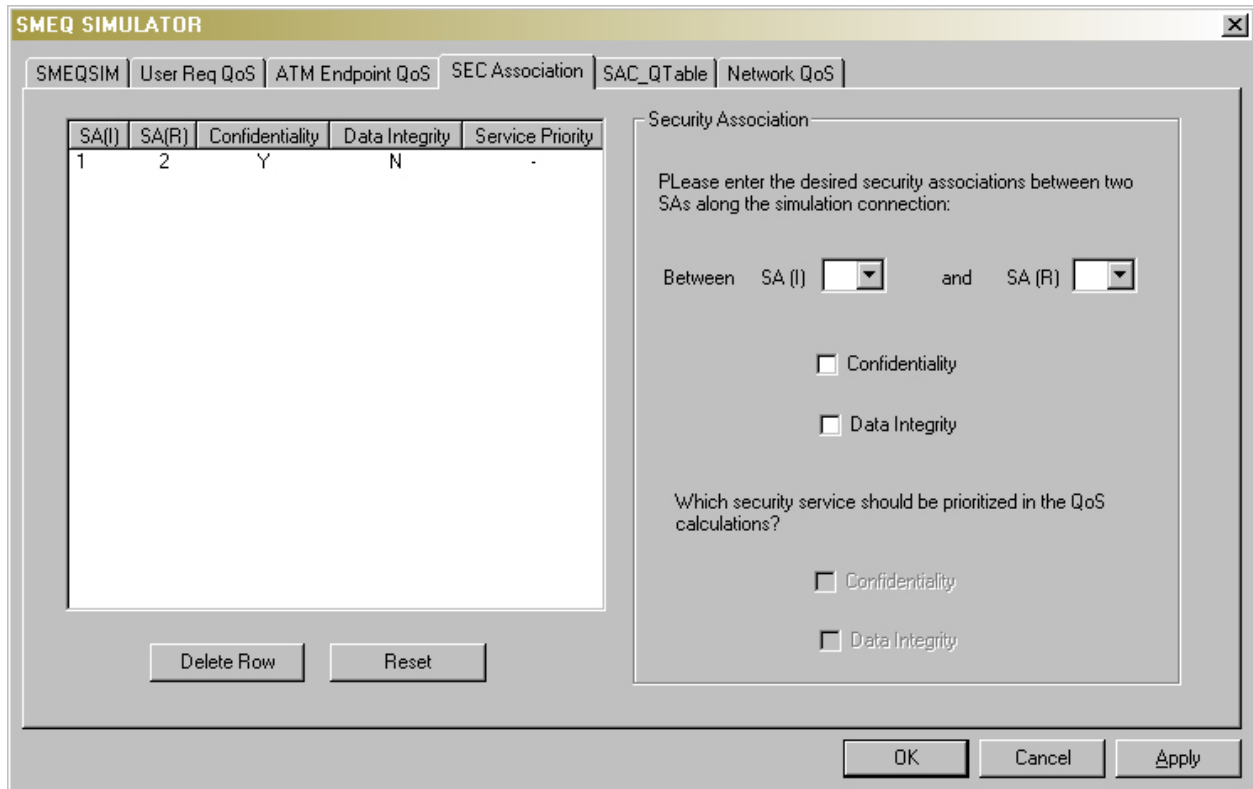 SMEQ SIMULATOR
SMEQSIM User Req QoS ATM Endpoint QoS SEC Association SAC_QTable Network QoS
SA(I) SA(R) Confidentiality Data Integrity Service Priority
1 2 Y N -
Security Association
PLease enter the desired security associations between two
SAs along the simulation connection:
Between SA (I) and SA (R)
Confidentiality
Data Integrity
Which security service should be prioritized in the QoS
calculations?
Confidentiality
Data Integrity
Delete Row Reset
OK Cancel Apply